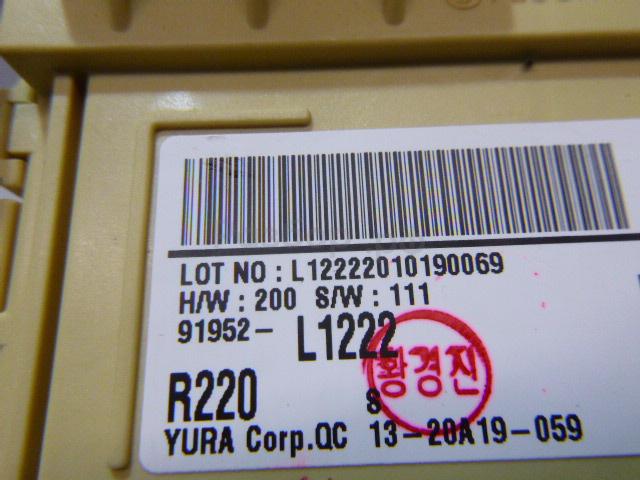 LOT NO : L12222010190069
H/W : 200 S/W : 111
91952- L1222
황경진
R220 S
YURA Corp.QC 13-20A19-059